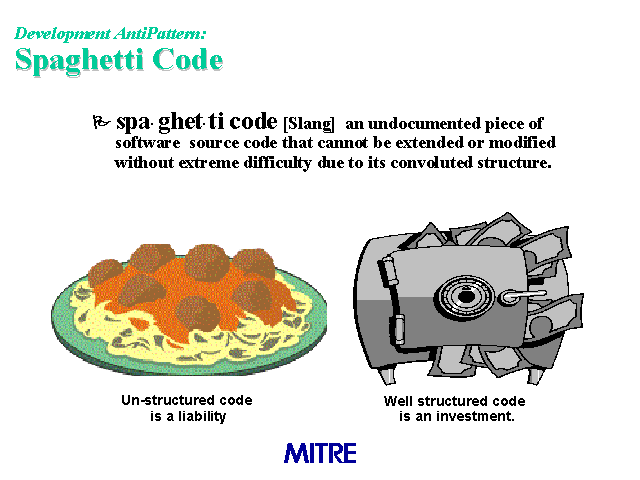 Development AntiPattern:
Spaghetti Code
spa· ghet·ti code [Slang] an undocumented piece of
software source code that cannot be extended or modified
without extreme difficulty due to its convoluted structure.
Un-structured code
is a liability
Well structured code
is an investment.
MITRE